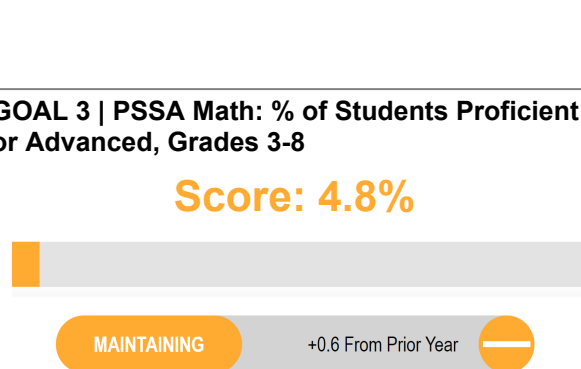 GOAL 3 | PSSA Math: % of Students Proficient
or Advanced, Grades 3-8
Score: 4.8%
MAINTAINING +0.6 From Prior Year